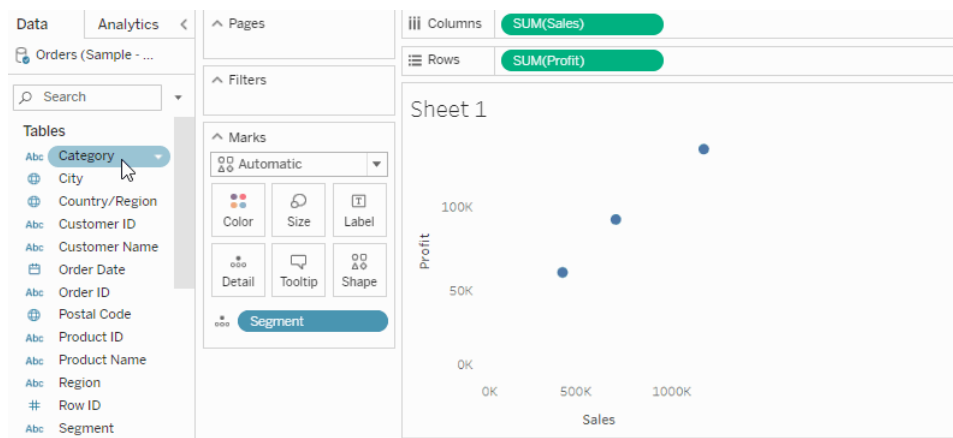 Data Analytics
Orders (Sample - ...
Search
Tables
Abc Category
City
Country/Region
Abc Customer ID
Abc Customer Name
Order Date
Abc Order ID
Postal Code
Abc Product ID
Abc Product Name
Abc Region
# Row ID
Abc Segment
Pages
Filters
Marks
Automatic
Color Size Label
Detail Tooltip Shape
Segment
Columns SUM(Sales)
Rows SUM(Profit)
Sheet 1
Profit
100K
50K
0K
0K 500K 1000K
Sales